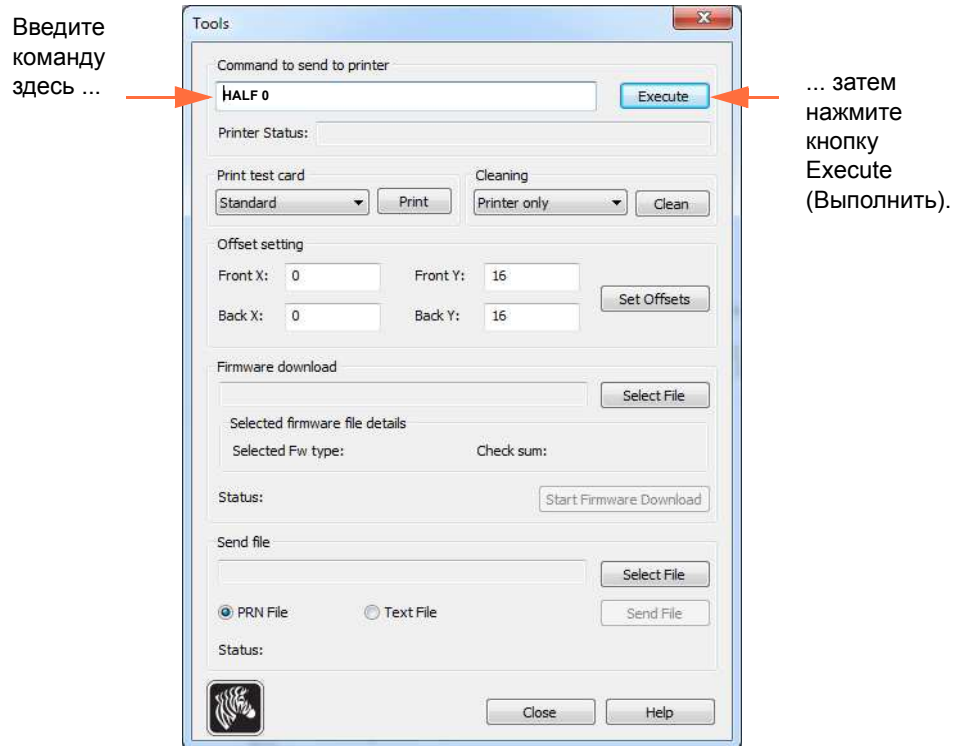 Введите
команду
здесь ...
Tools
Command to send to printer
HALF 0
Execute
Printer Status:
... затем
нажмите
кнопку
Execute
(Выполнить).
Print test card
Standard
Print
Cleaning
Printer only
Clean
Offset setting
Front X: 0 Front Y: 16
Back X: 0 Back Y: 16
Set Offsets
Firmware download
Select File
Selected firmware file details
Selected Fw type: Check sum:
Status:
Start Firmware Download
Send file
Select File
PRN File Text File
Send File
Status:
Close Help